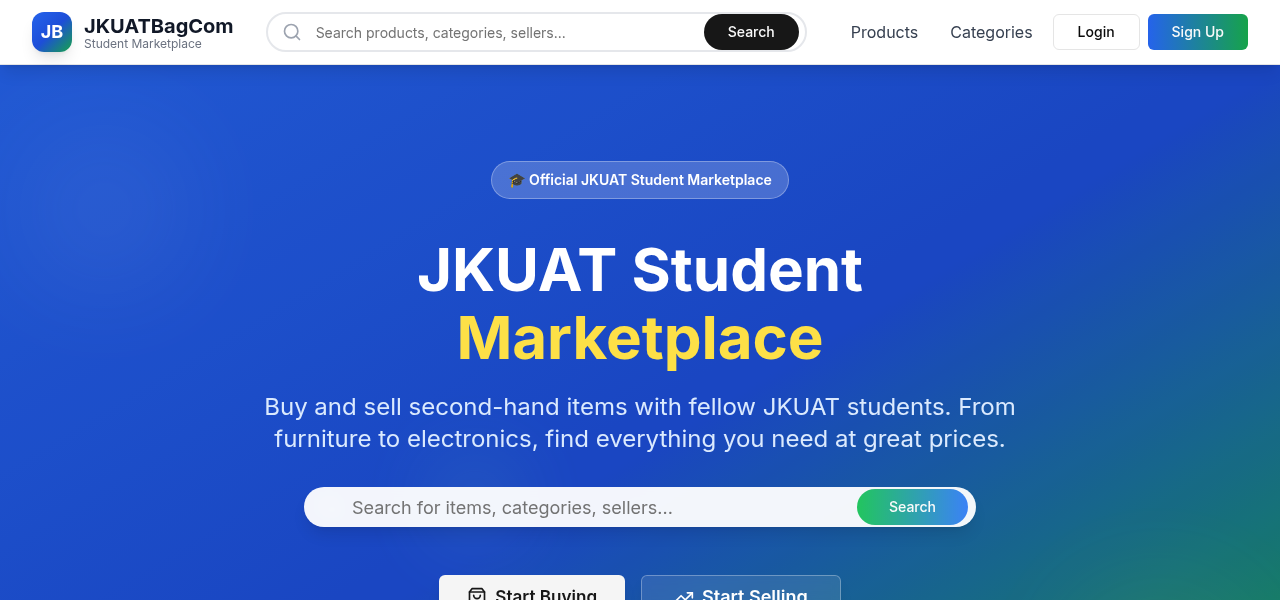 JB
JKUATBagCom
Student Marketplace
Search products, categories, sellers...
Search
Products
Categories
Login
Sign Up
🎓 Official JKUAT Student Marketplace
JKUAT Student
Marketplace
Buy and sell second-hand items with fellow JKUAT students. From
furniture to electronics, find everything you need at great prices.
Search for items, categories, sellers...
Search
Start Buying
Start Selling